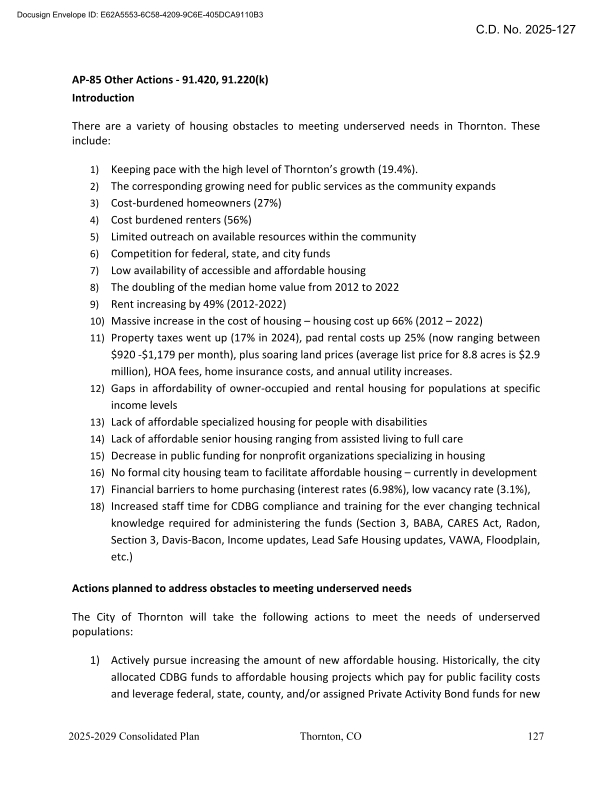 Docusign Envelope ID: E62A5553-6C58-4209-9C6E-405DCA9110B3
C.D. No. 2025-127
AP-85 Other Actions - 91.420, 91.220(k)
Introduction
There are a variety of housing obstacles to meeting underserved needs in Thornton. These
include:
1) Keeping pace with the high level of Thornton’s growth (19.4%).
2) The corresponding growing need for public services as the community expands
3) Cost-burdened homeowners (27%)
4) Cost burdened renters (56%)
5) Limited outreach on available resources within the community
6) Competition for federal, state, and city funds
7) Low availability of accessible and affordable housing
8) The doubling of the median home value from 2012 to 2022
9) Rent increasing by 49% (2012-2022)
10) Massive increase in the cost of housing – housing cost up 66% (2012 – 2022)
11) Property taxes went up (17% in 2024), pad rental costs up 25% (now ranging between
$920 -$1,179 per month), plus soaring land prices (average list price for 8.8 acres is $2.9
million), HOA fees, home insurance costs, and annual utility increases.
12) Gaps in affordability of owner-occupied and rental housing for populations at specific
income levels
13) Lack of affordable specialized housing for people with disabilities
14) Lack of affordable senior housing ranging from assisted living to full care
15) Decrease in public funding for nonprofit organizations specializing in housing
16) No formal city housing team to facilitate affordable housing – currently in development
17) Financial barriers to home purchasing (interest rates (6.98%), low vacancy rate (3.1%),
18) Increased staff time for CDBG compliance and training for the ever changing technical
knowledge required for administering the funds (Section 3, BABA, CARES Act, Radon,
Section 3, Davis-Bacon, Income updates, Lead Safe Housing updates, VAWA, Floodplain,
etc.)
Actions planned to address obstacles to meeting underserved needs
The City of Thornton will take the following actions to meet the needs of underserved
populations:
1) Actively pursue increasing the amount of new affordable housing. Historically, the city
allocated CDBG funds to affordable housing projects which pay for public facility costs
and leverage federal, state, county, and/or assigned Private Activity Bond funds for new
2025-2029 Consolidated Plan Thornton, CO 127